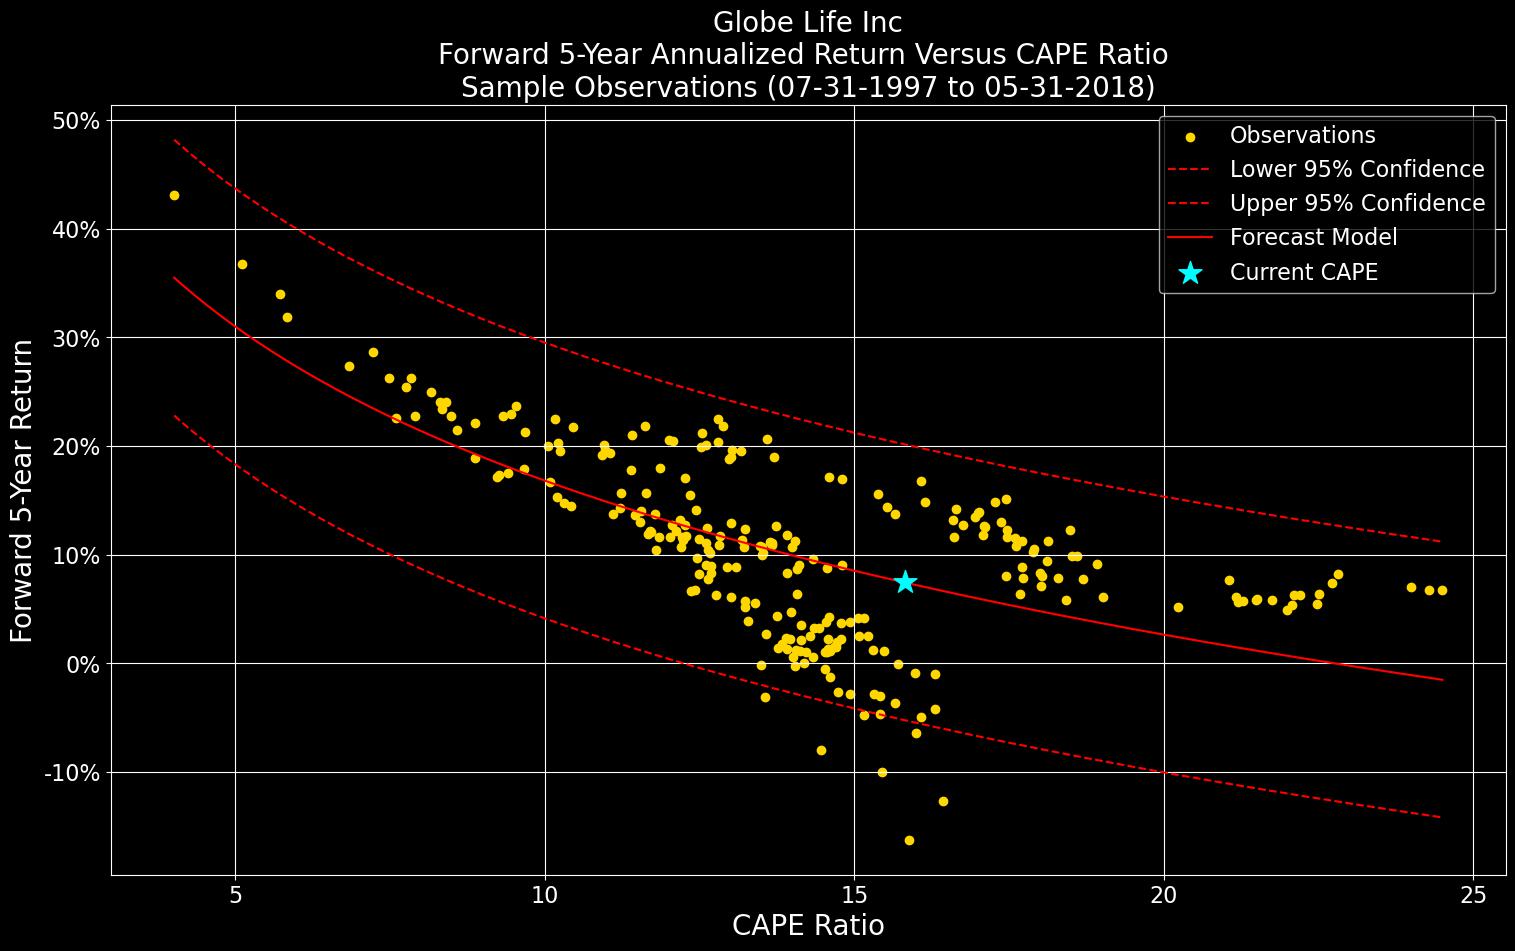 Globe Life Inc
Forward 5-Year Annualized Return Versus CAPE Ratio
Sample Observations (07-31-1997 to 05-31-2018)
Forward 5-Year Return
50%
40%
30%
20%
10%
0%
-10%
Observations
Lower 95% Confidence
Upper 95% Confidence
Forecast Model
Current CAPE
5
10
15
20
25
CAPE Ratio